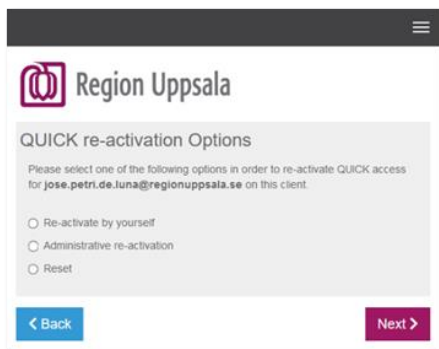 Region Uppsala
QUICK re-activation Options
Please select one of the following options in order to re-activate QUICK access
for jose.petri.de.luna@regionuppsala.se on this client.
Re-activate by yourself
Administrative re-activation
Reset
Back
Next